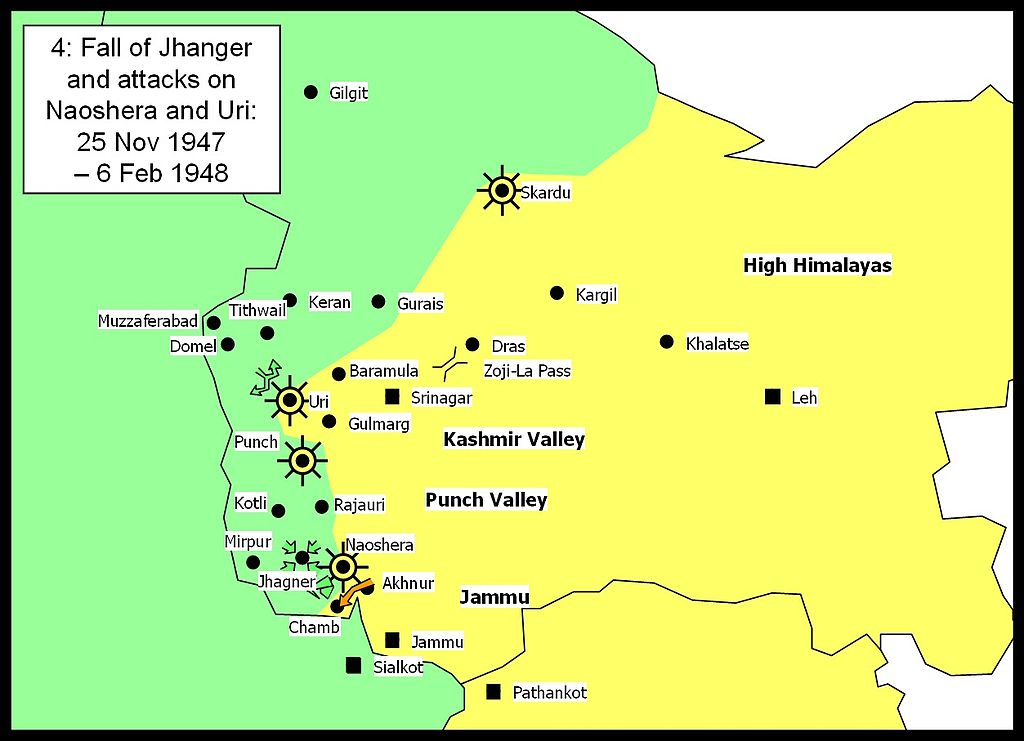 4: Fall of Jhanger
and attacks on
Naoshera and Uri:
25 Nov 1947
– 6 Feb 1948
Gilgit
Skardu
High Himalayas
Keran
Gurais
Kargil
Tithwail
Muzzaferabad
Domel
Dras
Khalatse
Baramula
Zoji-La Pass
Uri
Srinagar
Leh
Gulmarg
Punch
Kashmir Valley
Kotli
Rajauri
Punch Valley
Mirpur
Naoshera
Jhagner
Akhnur
Jammu
Chamb
Jammu
Sialkot
Pathankot